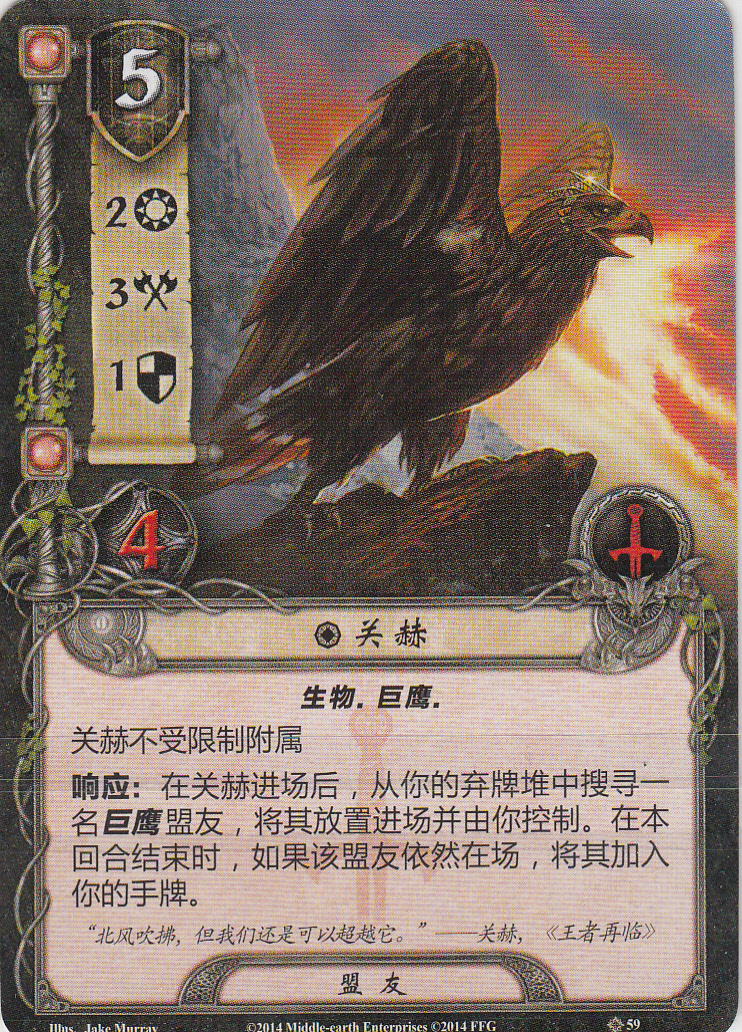 5
2
3
1
4
关赫
生物. 巨鹰.
关赫不受限制附属
响应：在关赫进场后，从你的弃牌堆中搜寻一
名巨鹰盟友，将其放置进场并由你控制。在本
回合结束时，如果该盟友依然在场，将其加入
你的手牌。
“北风吹拂，但我们还是可以超越它。”——关赫，《王者再临》
盟友
Illus. Jake Murray ©2014 Middle-earth Enterprises ©2014 FFG 59